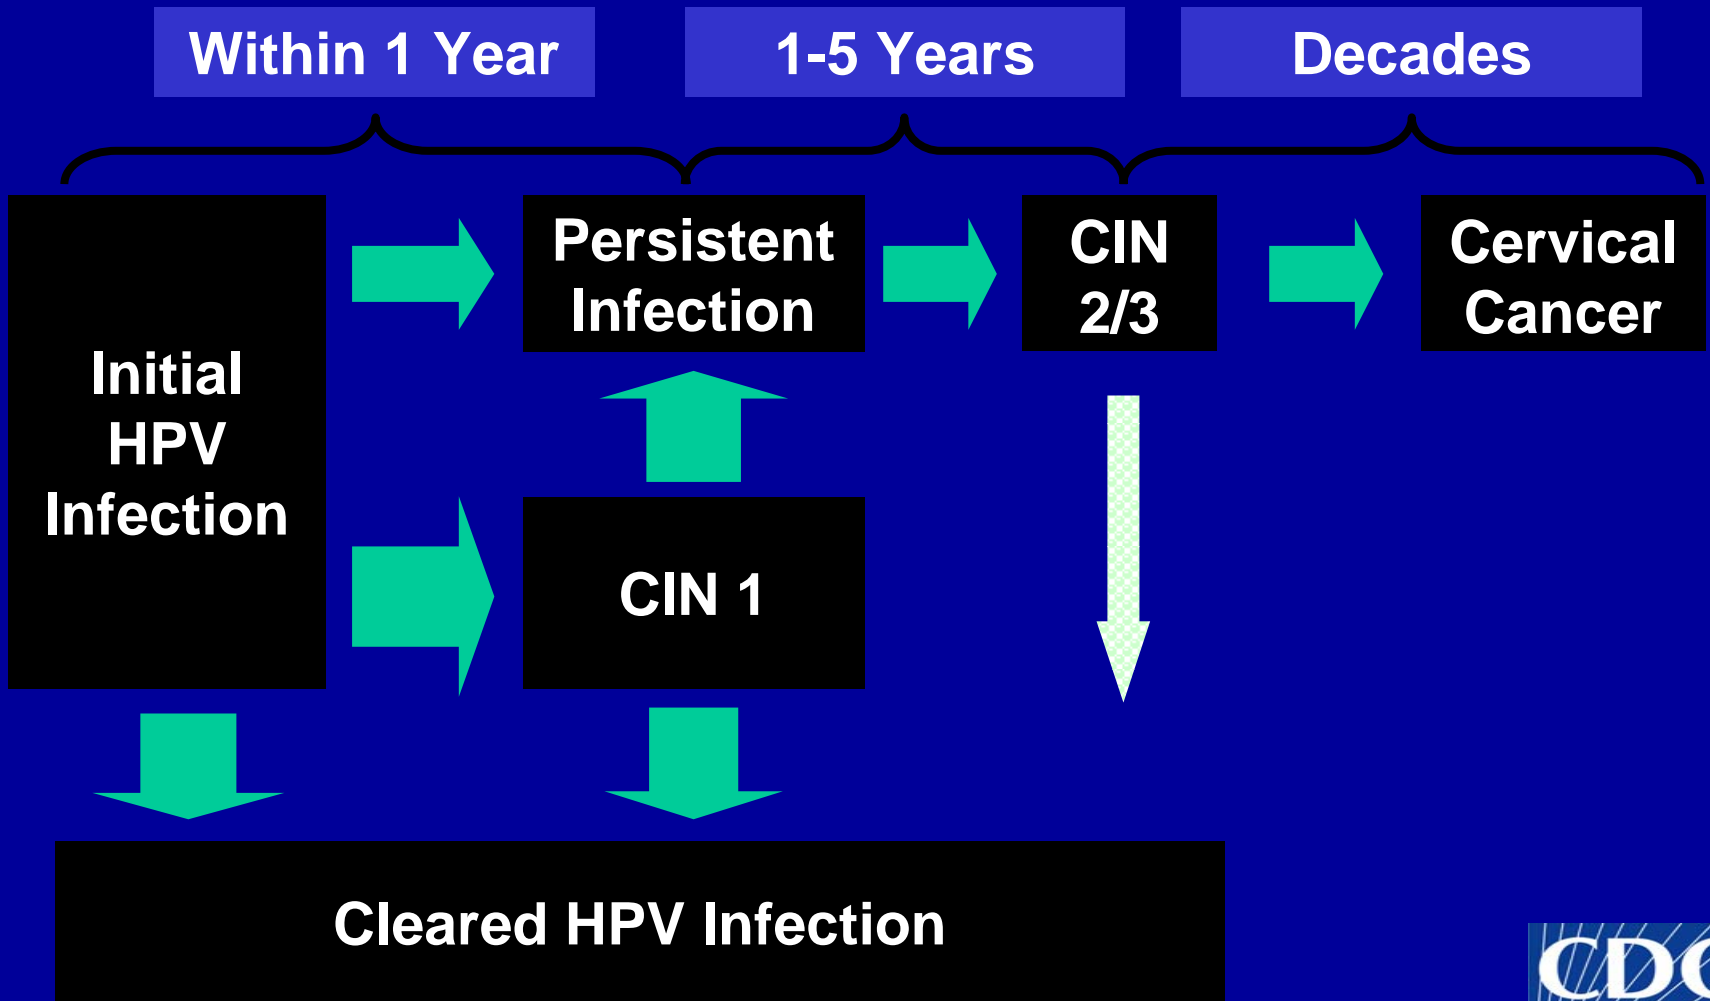 Within 1 Year
1-5 Years
Decades
Initial
HPV
Infection
Persistent
Infection
CIN
2/3
Cervical
Cancer
CIN 1
Cleared HPV Infection
CDC